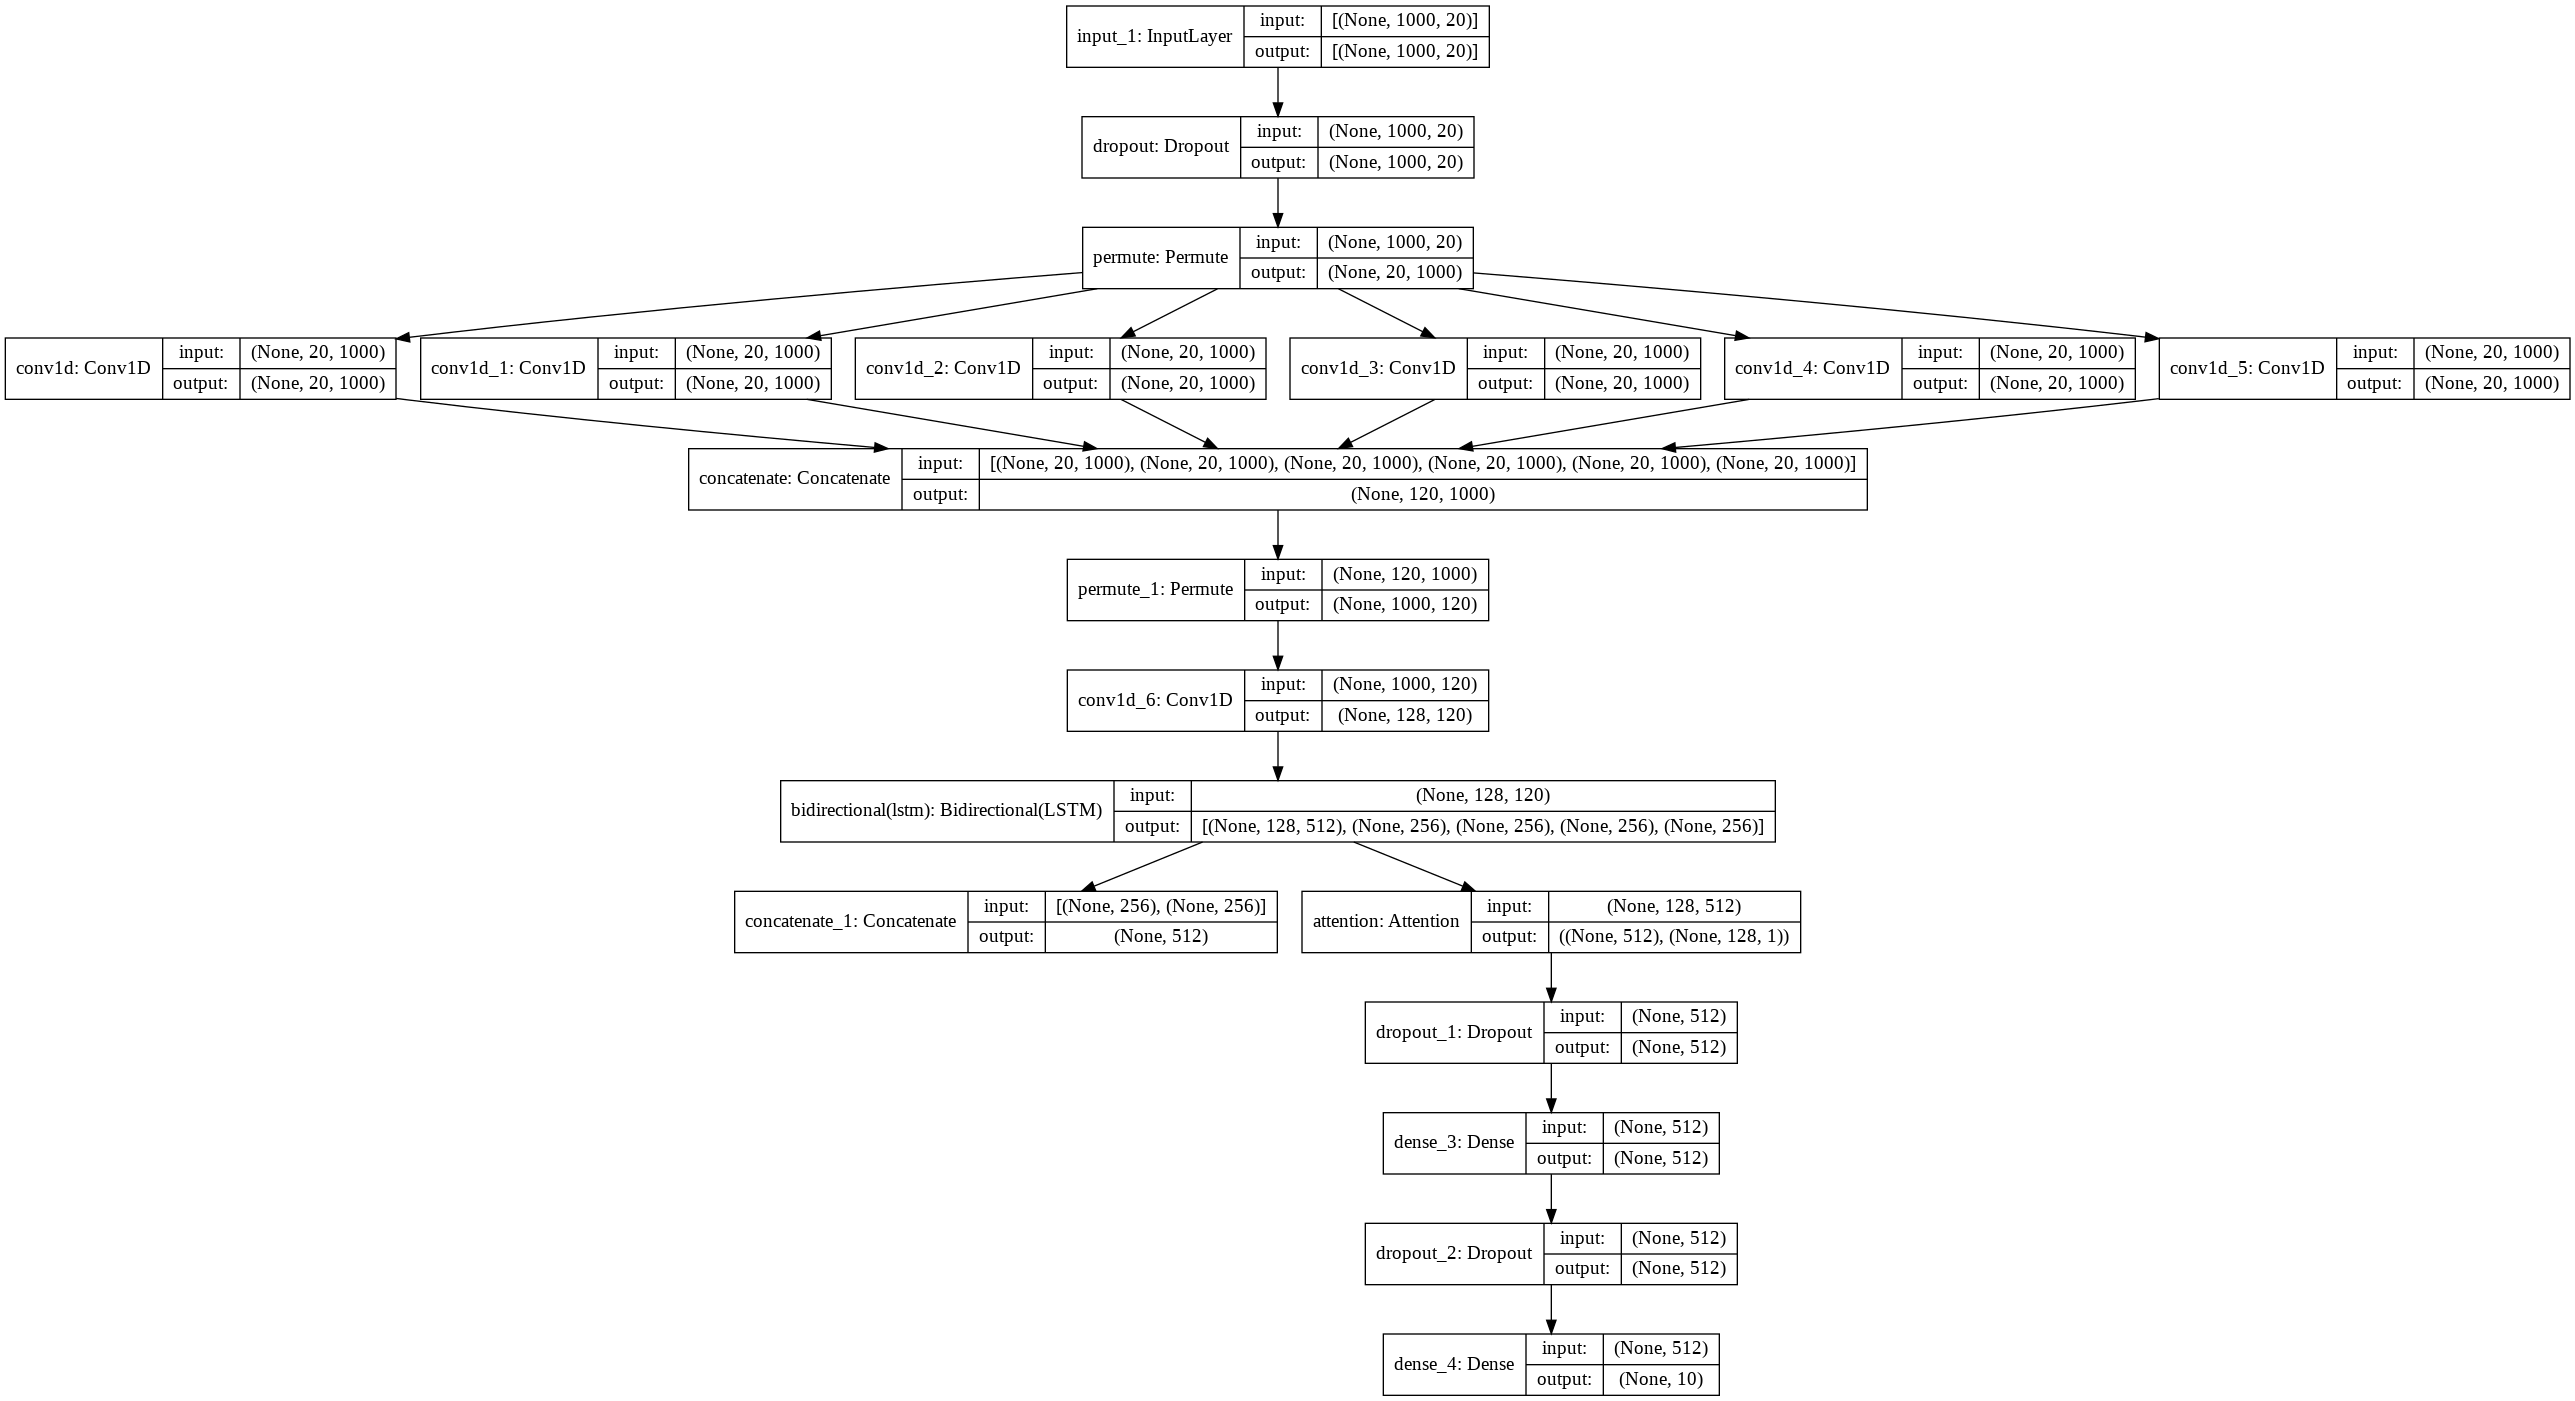 input_1: InputLayer
input: [(None, 1000, 20)]
output: [(None, 1000, 20)]
dropout: Dropout
input: (None, 1000, 20)
output: (None, 1000, 20)
permute: Permute
input: (None, 1000, 20)
output: (None, 20, 1000)
conv1d: Conv1D
input: (None, 20, 1000)
output: (None, 20, 1000)
conv1d_1: Conv1D
input: (None, 20, 1000)
output: (None, 20, 1000)
conv1d_2: Conv1D
input: (None, 20, 1000)
output: (None, 20, 1000)
conv1d_3: Conv1D
input: (None, 20, 1000)
output: (None, 20, 1000)
conv1d_4: Conv1D
input: (None, 20, 1000)
output: (None, 20, 1000)
conv1d_5: Conv1D
input: (None, 20, 1000)
output: (None, 20, 1000)
concatenate: Concatenate
input: [(None, 20, 1000), (None, 20, 1000), (None, 20, 1000), (None, 20, 1000), (None, 20, 1000), (None, 20, 1000)]
output: (None, 120, 1000)
permute_1: Permute
input: (None, 120, 1000)
output: (None, 1000, 120)
conv1d_6: Conv1D
input: (None, 1000, 120)
output: (None, 128, 120)
bidirectional(lstm): Bidirectional(LSTM)
input: (None, 128, 120)
output: [(None, 128, 512), (None, 256), (None, 256), (None, 256), (None, 256)]
concatenate_1: Concatenate
input: [(None, 256), (None, 256)]
output: (None, 512)
attention: Attention
input: (None, 128, 512)
output: ((None, 512), (None, 128, 1))
dropout_1: Dropout
input: (None, 512)
output: (None, 512)
dense_3: Dense
input: (None, 512)
output: (None, 512)
dropout_2: Dropout
input: (None, 512)
output: (None, 512)
dense_4: Dense
input: (None, 512)
output: (None, 10)